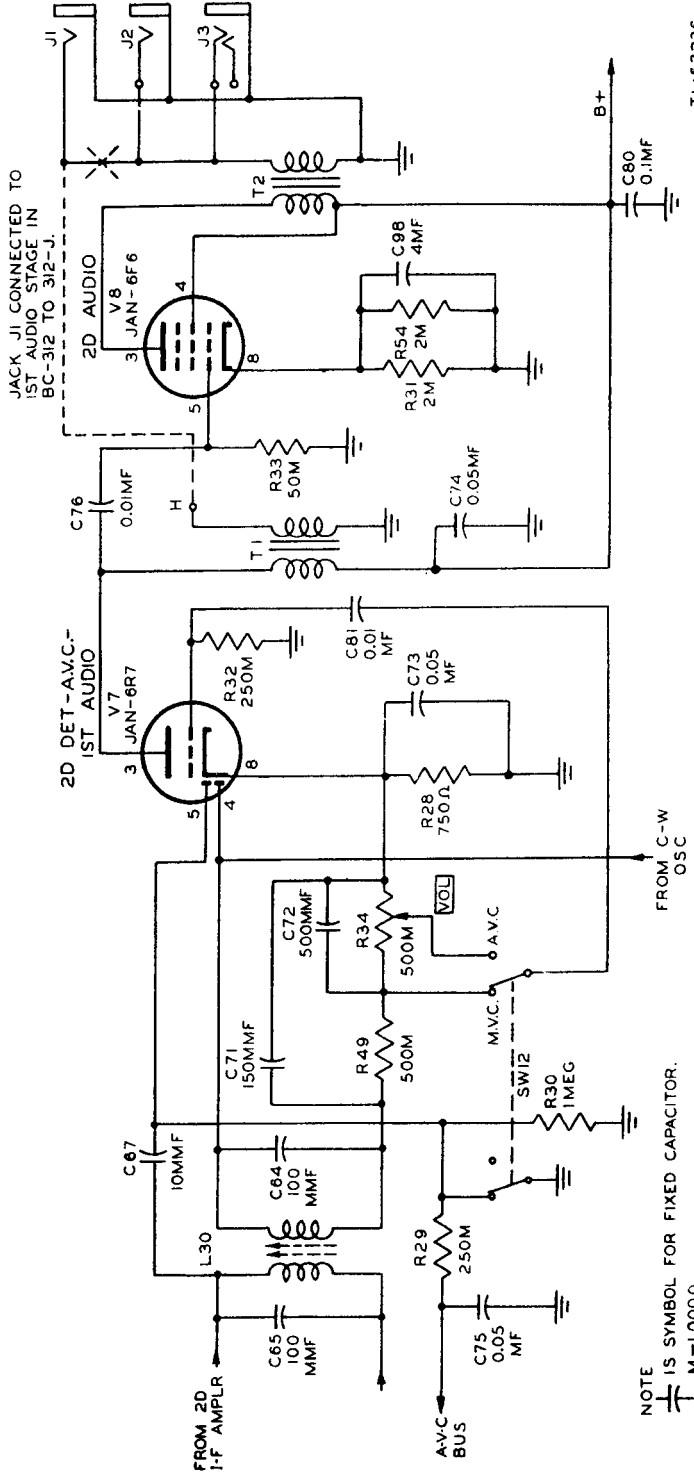 JACK J1 CONNECTED TO
1ST AUDIO STAGE IN
BC-312 TO 312-J.
2D DET-A.V.C.-
1ST AUDIO
V7
JAN-6R7
3
5
4
8
2D AUDIO
V8
JAN-6F6
3
4
5
8
J1
J2
J3
C76
0.01MF
H
T1
T2
R33
50M
R32
250M
C81
0.01
MF
C74
0.05MF
R31
2M
R54
2M
C98
4MF
B+
C80
0.1MF
C67
10MMF
FROM 2D
I-F AMPLR
L30
C65
100
MMF
C64
100
MMF
C71
150MMF
C72
500MMF
R49
500M
R34
500M
VOL
R28
750Ω
C73
0.05
MF
M.V.C.
A.V.C
SW12
R29
250M
R30
1MEG
C75
0.05
MF
A-V-C
BUS
FROM C-W
OSC
NOTE
IS SYMBOL FOR FIXED CAPACITOR.
M=1,000Ω